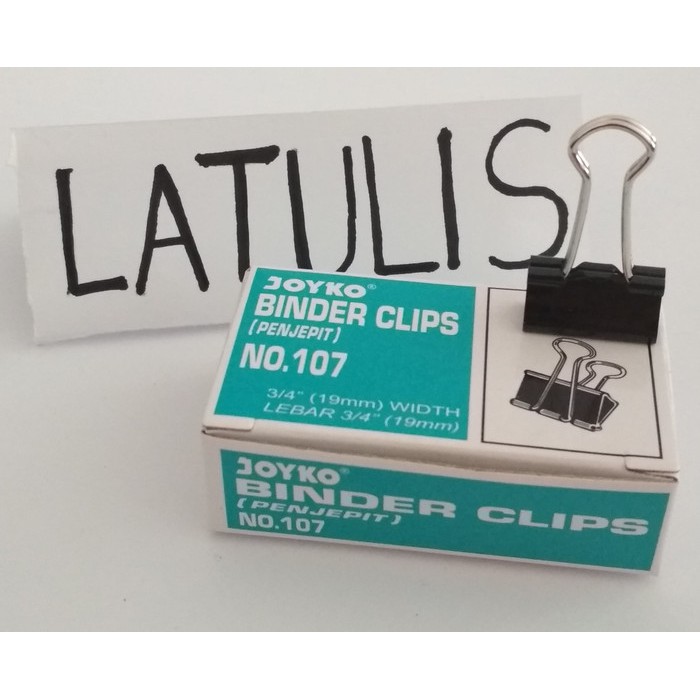 LATULIS
JOYKO®
BINDER CLIPS
(PENJEPIT)
NO.107
3/4" (19mm) WIDTH
LEBAR 3/4" (19mm)
JOYKO®
BINDER CLIPS
(PENJEPIT)
NO.107